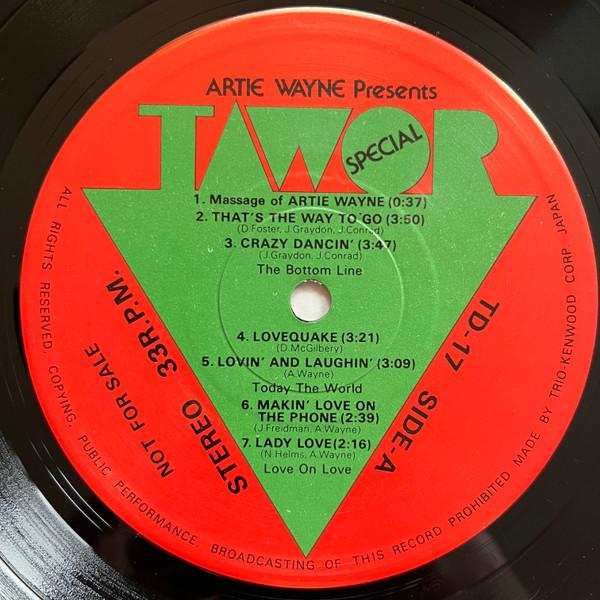 ARTIE WAYNE Presents
TAWOR
SPECIAL
1. Massage of ARTIE WAYNE (0:37)
2. THAT'S THE WAY TO GO (3:50)
(D.Foster, J.Graydon, J.Conrad)
3. CRAZY DANCIN' (3:47)
(J.Graydon, J.Conrad)
The Bottom Line
4. LOVEQUAKE (3:21)
(D.McGilbery)
5. LOVIN' AND LAUGHIN' (3:09)
(A.Wayne)
Today The World
6. MAKIN' LOVE ON
THE PHONE (2:39)
(J.Freidman, A.Wayne)
7. LADY LOVE (2:16)
(N.Helms, A.Wayne)
Love On Love
NOT FOR SALE
STEREO 33R.P.M.
TD-17 SIDE-A
ALL RIGHTS RESERVED. COPYING. PUBLIC PERFORMANCE. BROADCASTING OF THIS RECORD PROHIBITED MADE BY TRIO-KENWOOD CORP JAPAN